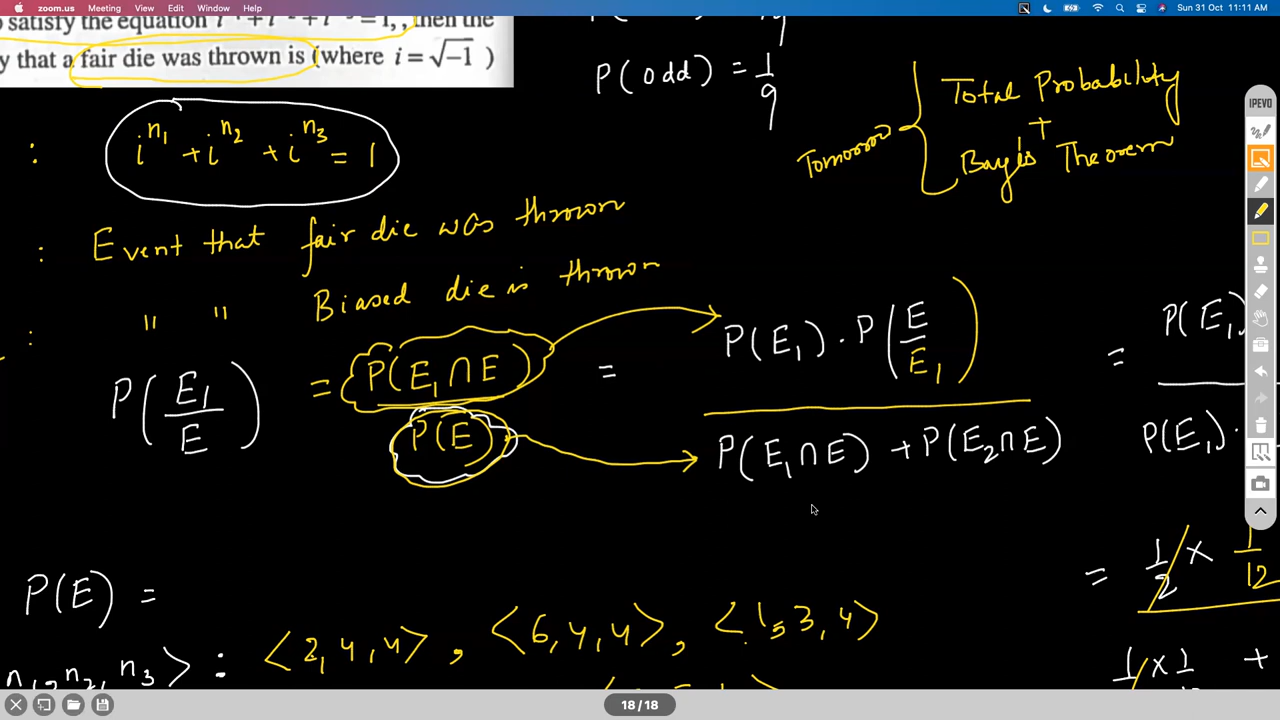 zoom.us Meeting View Edit Window Help Sun 31 Oct 11:11 AM
satisfy the equation
= 1, , then the
y that a fair die was thrown is (where i = √−1 )
P(odd) = 1/9
IPEVO
Total Probability
+
Tomorrow
Baye's Theorem
: i^n1 + i^n2 + i^n3 = 1
: Event that fair die was thrown
: " " Biased die is thrown
P(E1/E) = P(E1∩E)/P(E) = P(E1) . P(E/E1) / P(E1∩E) + P(E2∩E) = P(E1) / P(E1) .
= 1/2 × 1/12
P(E) =
1/ × 1/ +
n1, n2, n3> : <2, 4, 4> , <6, 4, 4> , <1, 3, 4>
18/18